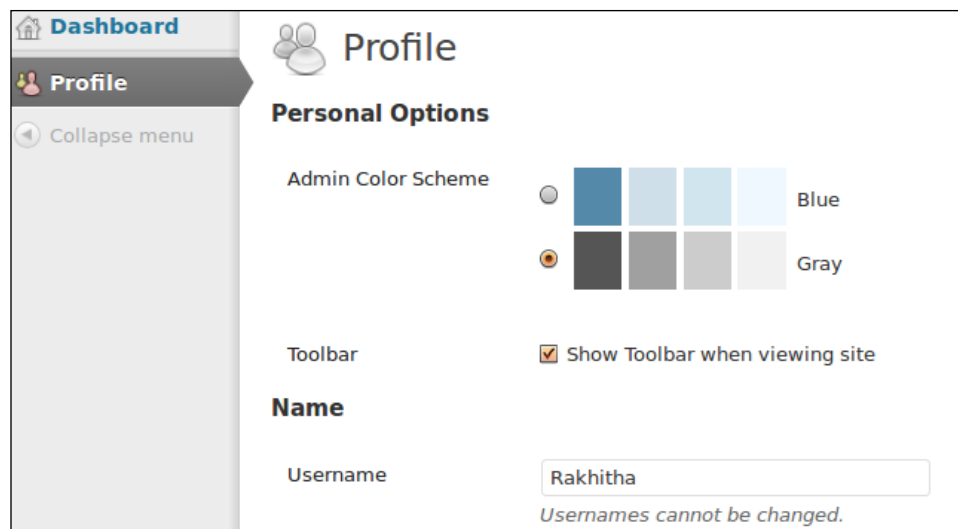 Dashboard
Profile
Collapse menu
Profile
Personal Options
Admin Color Scheme
Blue
Gray
Toolbar
Show Toolbar when viewing site
Name
Username
Rakhitha
Usernames cannot be changed.